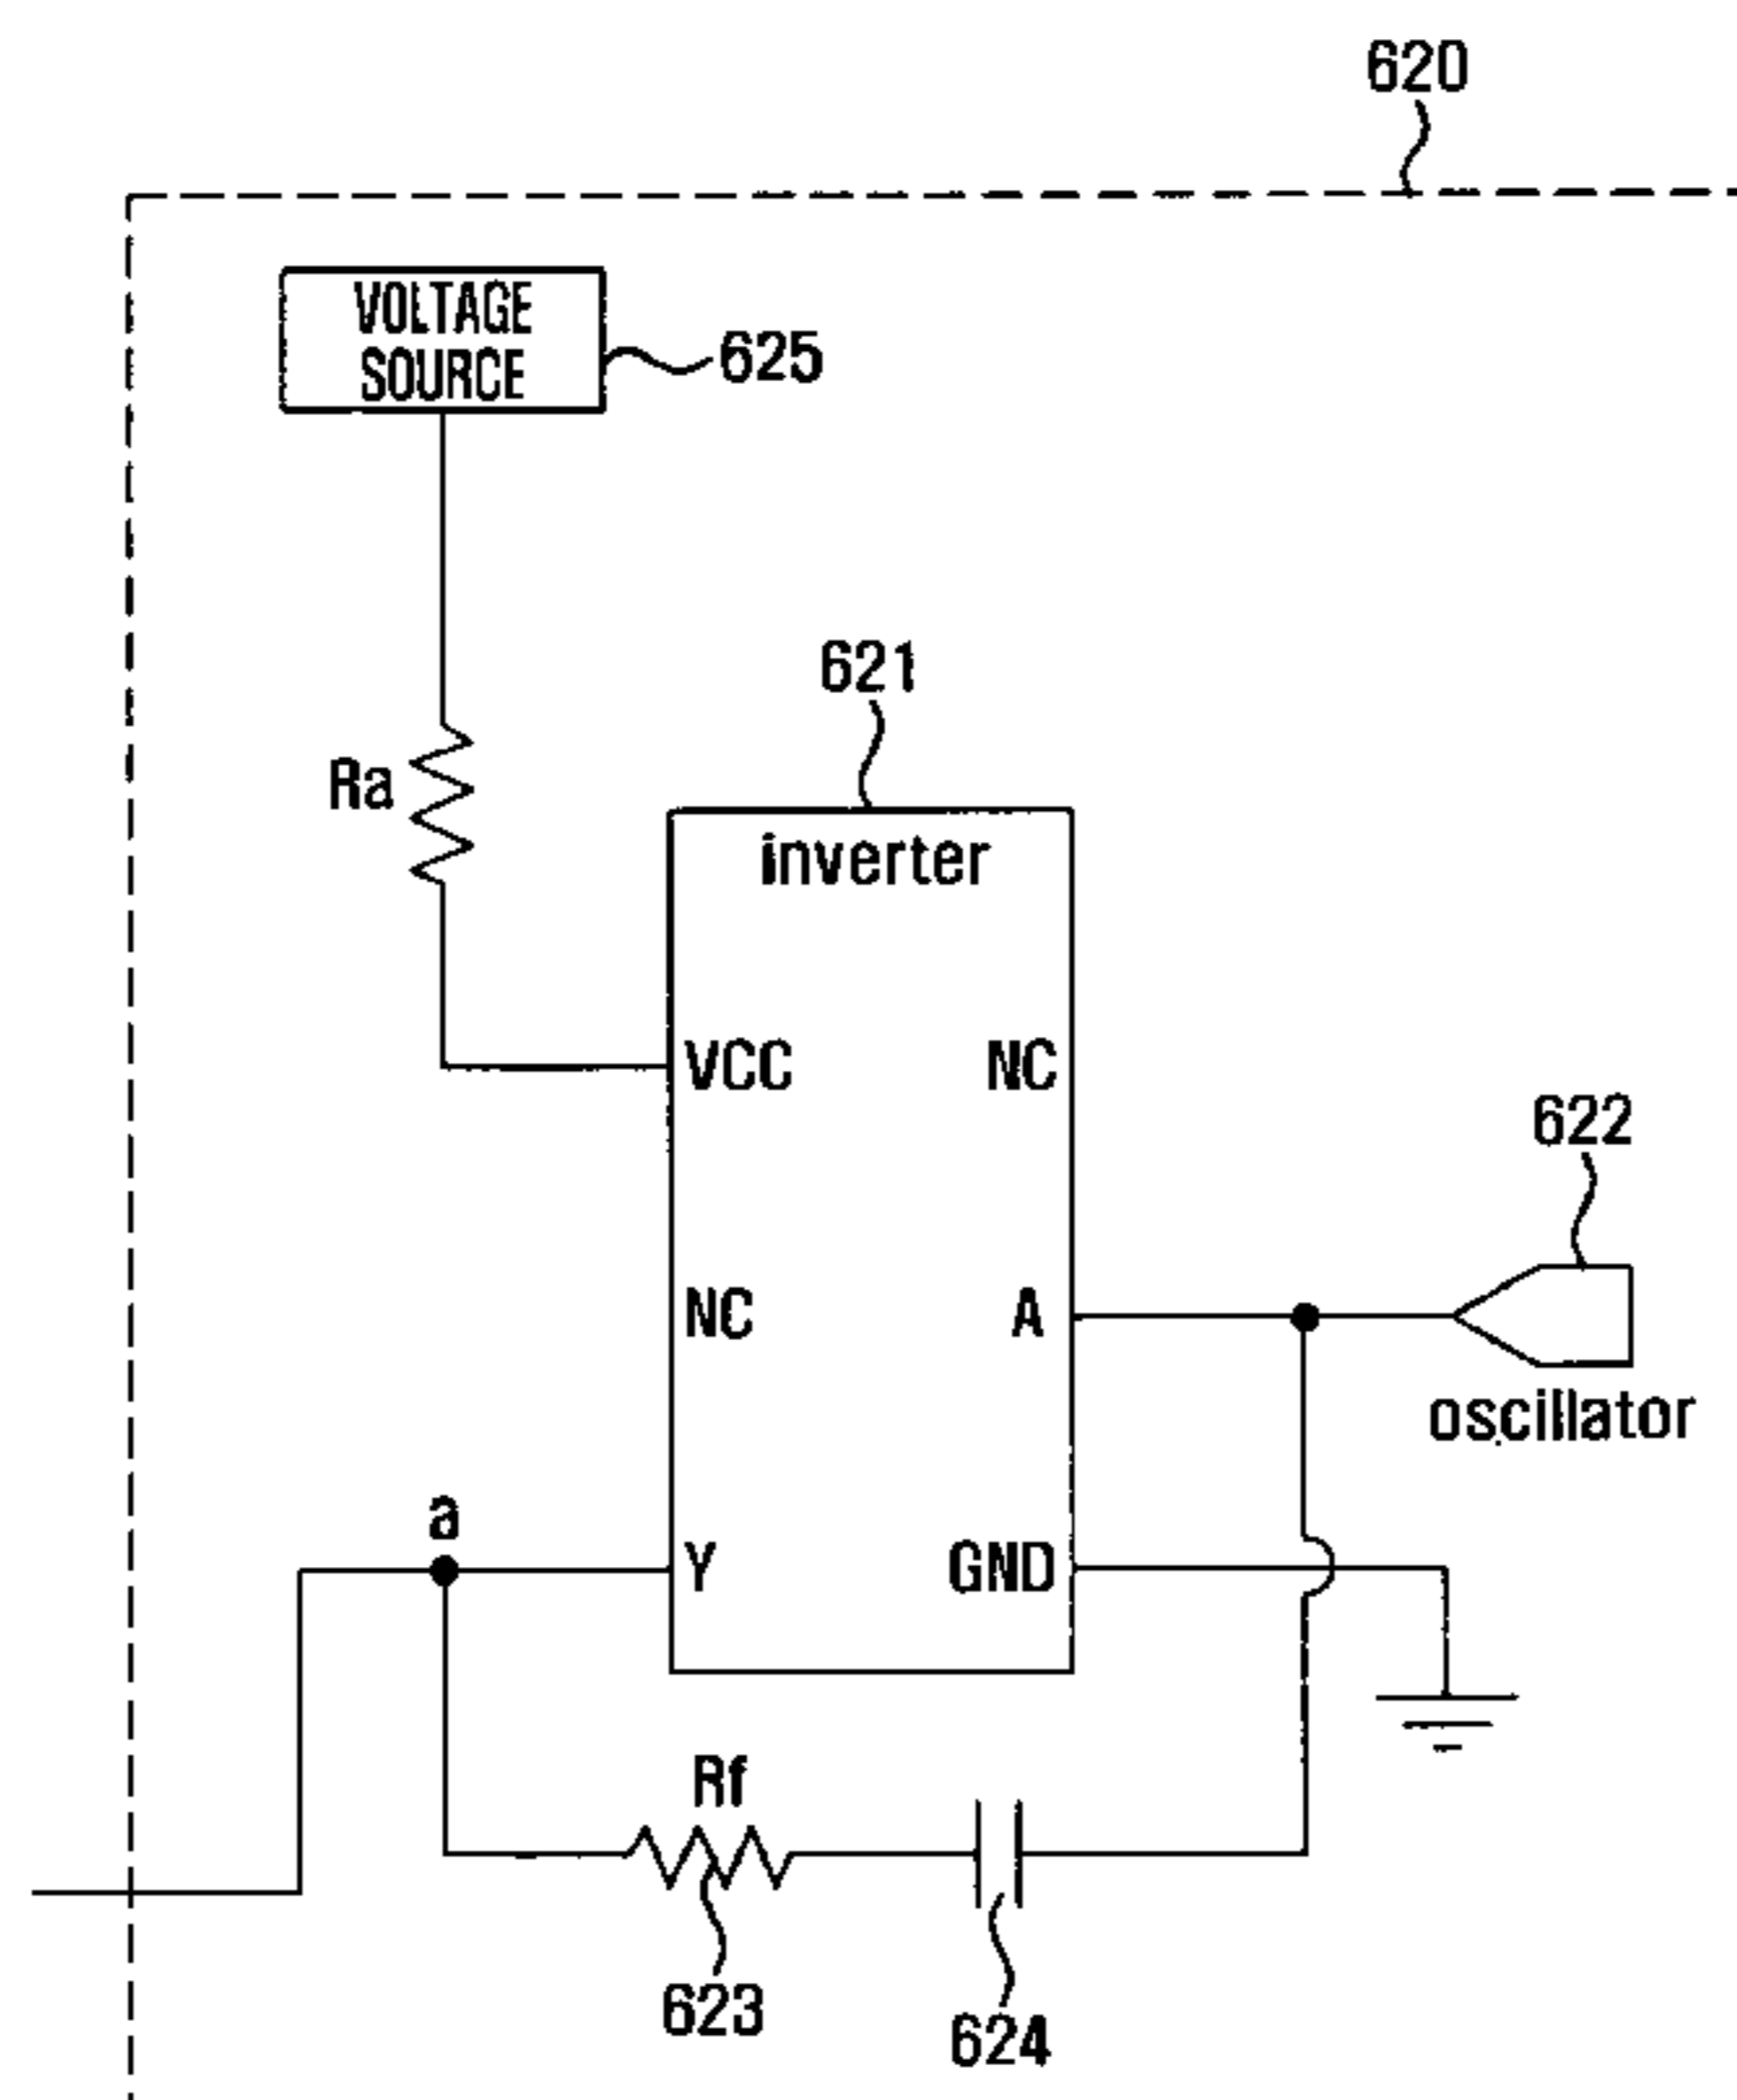 620
VOLTAGE
SOURCE
625
621
Ra
inverter
VCC
NC
622
NC
A
oscillator
a
Y
GND
Rf
623
624